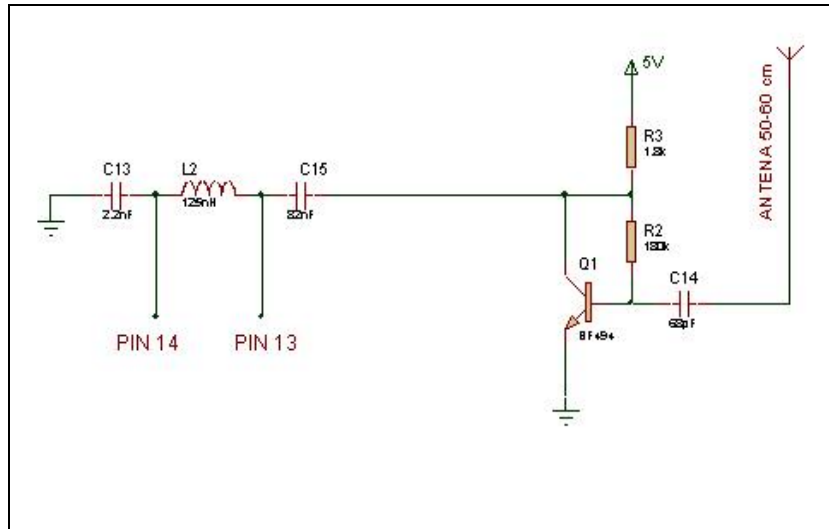 5V
ANTENA 50-60 cm
R3
1.8k
C13
L2
C15
2.2nF
125nH
82nF
R2
180k
Q1
C14
BF494
68pF
PIN 14
PIN 13